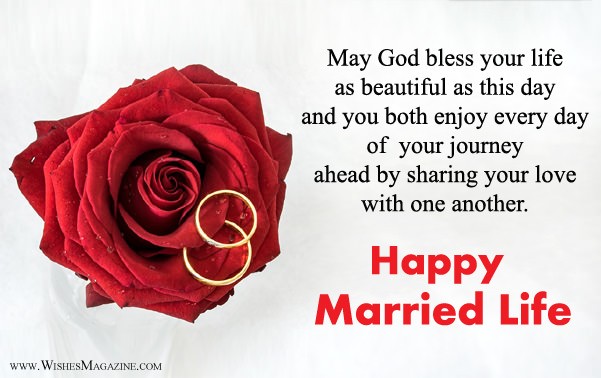 May God bless your life
as beautiful as this day
and you both enjoy every day
of your journey
ahead by sharing your love
with one another.
Happy
Married Life
www.WishesMagazine.com